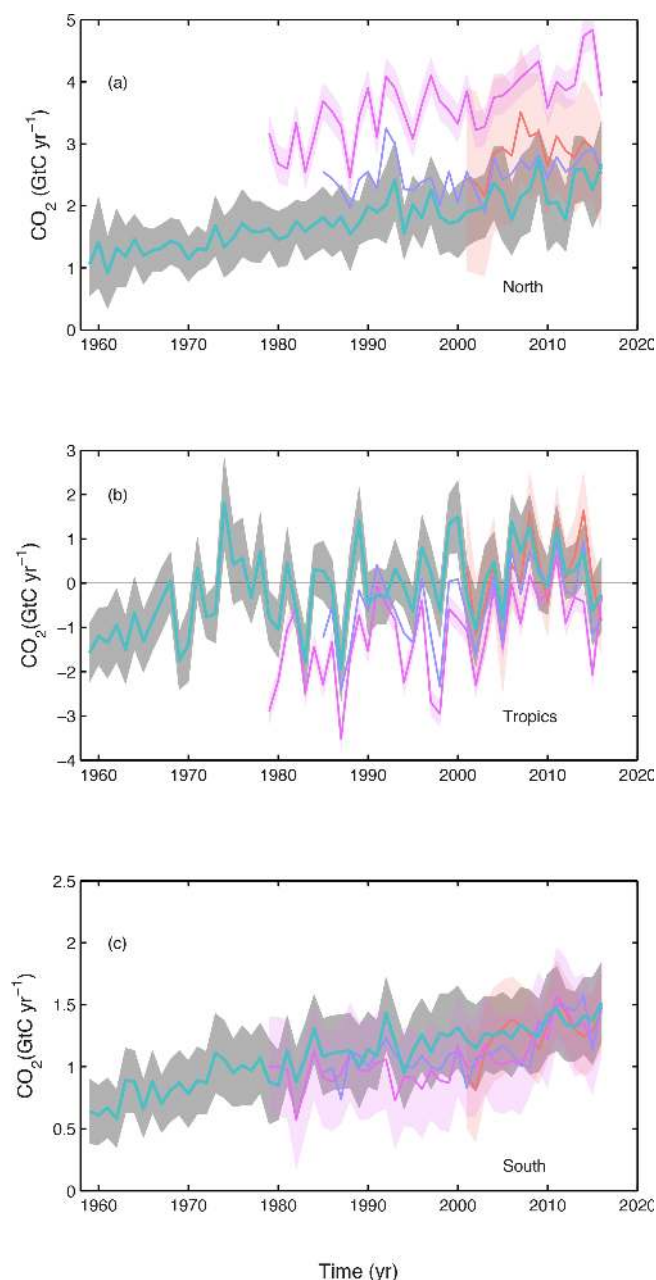 5
(a)
4
CO₂ (GtC yr⁻¹)
3
2
1
North
0
1960 1970 1980 1990 2000 2010 2020
3
2
(b)
1
CO₂(GtC yr⁻¹)
0
−1
−2
−3
Tropics
−4
1960 1970 1980 1990 2000 2010 2020
2.5
2
(c)
CO₂(GtC yr⁻¹)
1.5
1
0.5
South
0
1960 1970 1980 1990 2000 2010 2020
Time (yr)